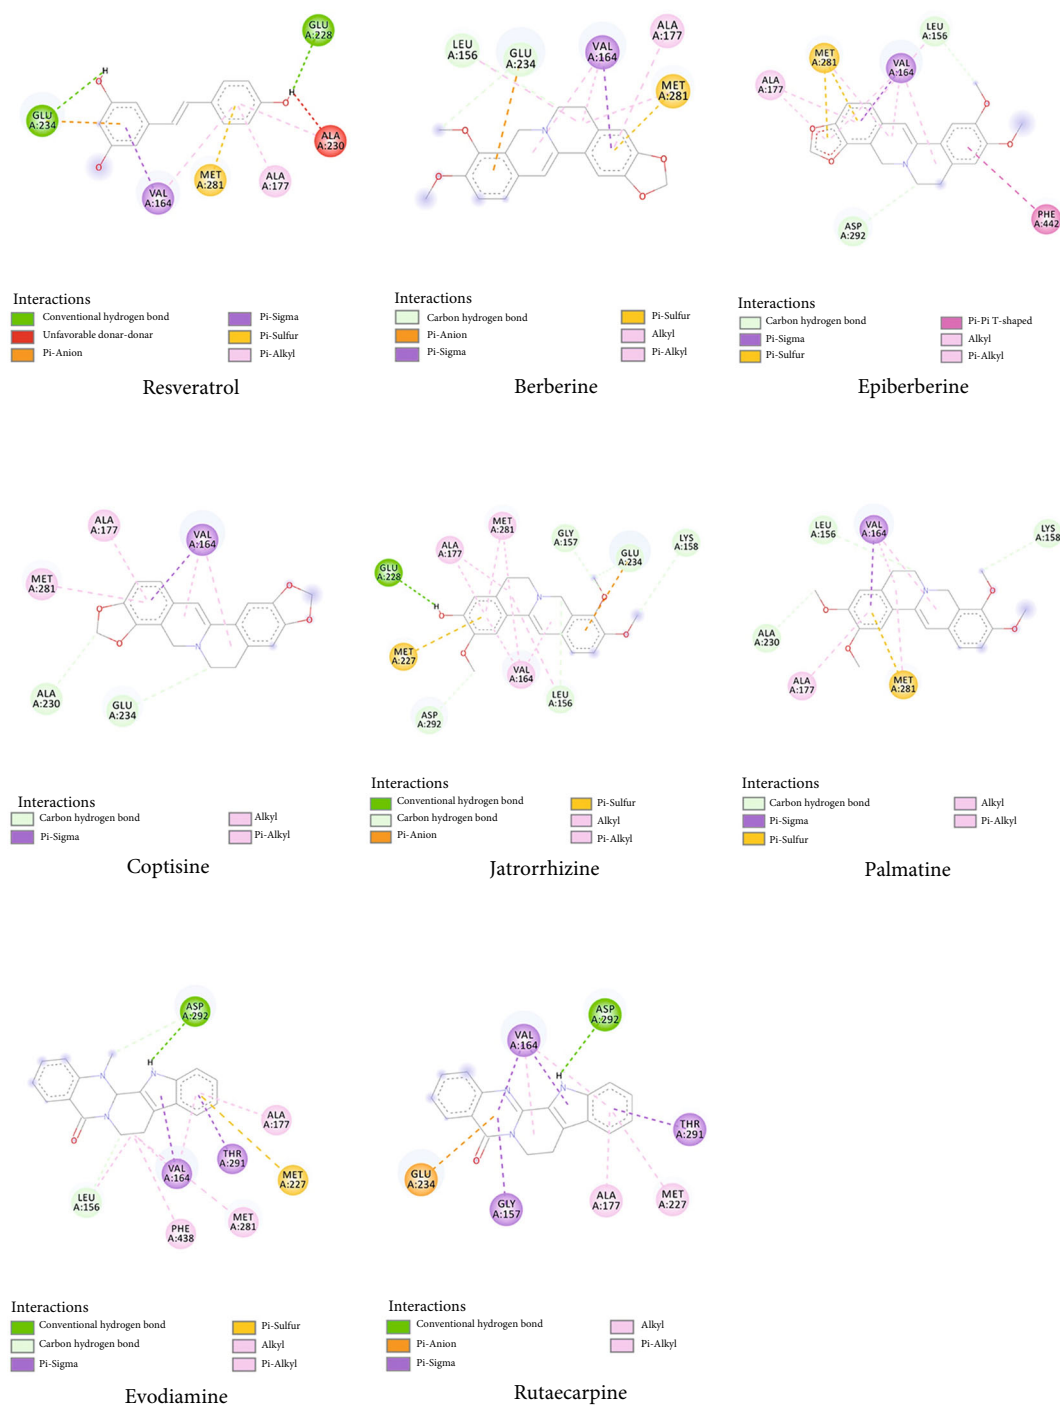 GLU
A:228
H
H
GLU
A:234
O
O
O
ALA
A:230
VAL
A:164
MET
A:281
ALA
A:177
Interactions
Conventional hydrogen bond
Unfavorable donar-donar
Pi-Anion
Pi-Sigma
Pi-Sulfur
Pi-Alkyl
Resveratrol
LEU
A:156
GLU
A:234
VAL
A:164
ALA
A:177
MET
A:281
O
O
N
O
O
Interactions
Carbon hydrogen bond
Pi-Anion
Pi-Sigma
Pi-Sulfur
Alkyl
Pi-Alkyl
Berberine
LEU
A:156
MET
A:281
VAL
A:164
ALA
A:177
O
O
O
O
N
ASP
A:292
PHE
A:442
Interactions
Carbon hydrogen bond
Pi-Sigma
Pi-Sulfur
Pi-Pi T-shaped
Alkyl
Pi-Alkyl
Epiberberine
ALA
A:177
VAL
A:164
MET
A:281
O
O
N
O
O
ALA
A:230
GLU
A:234
Interactions
Carbon hydrogen bond
Pi-Sigma
Alkyl
Pi-Alkyl
Coptisine
MET
A:281
ALA
A:177
GLY
A:157
GLU
A:234
LYS
A:158
GLU
A:228
H
O
N
O
O
O
MET
A:227
VAL
A:164
LEU
A:156
ASP
A:292
Interactions
Conventional hydrogen bond
Carbon hydrogen bond
Pi-Anion
Pi-Sulfur
Alkyl
Pi-Alkyl
Jatrorrhizine
LEU
A:156
VAL
A:164
LYS
A:158
N
O
O
O
O
ALA
A:230
ALA
A:177
MET
A:281
Interactions
Carbon hydrogen bond
Pi-Sigma
Pi-Sulfur
Alkyl
Pi-Alkyl
Palmatine
ASP
A:292
H
N
N
N
O
ALA
A:177
THR
A:291
VAL
A:164
MET
A:227
LEU
A:156
PHE
A:438
MET
A:281
Interactions
Conventional hydrogen bond
Carbon hydrogen bond
Pi-Sigma
Pi-Sulfur
Alkyl
Pi-Alkyl
Evodiamine
ASP
A:292
VAL
A:164
H
N
N
N
O
THR
A:291
GLU
A:234
GLY
A:157
ALA
A:177
MET
A:227
Interactions
Conventional hydrogen bond
Pi-Anion
Pi-Sigma
Alkyl
Pi-Alkyl
Rutaecarpine